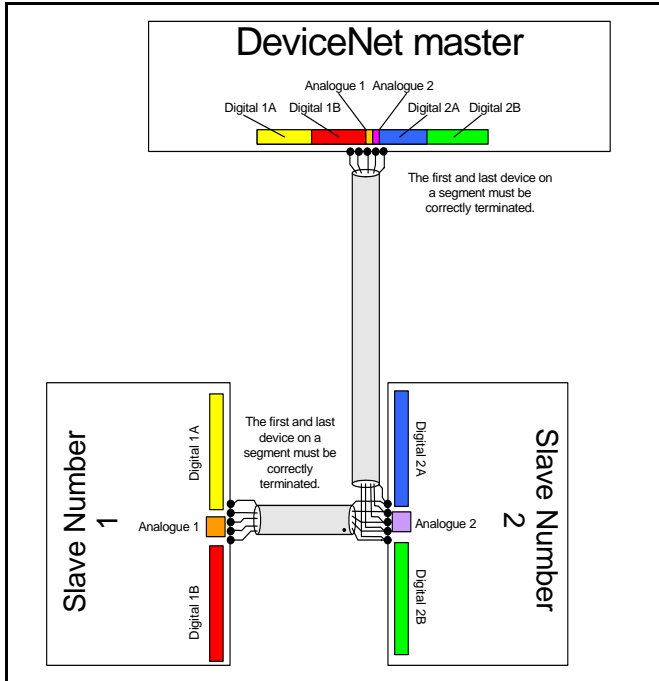 DeviceNet master
Analogue 1 Analogue 2
Digital 1A Digital 1B Digital 2A Digital 2B
The first and last device on
a segment must be
correctly terminated.
Slave Number
1
Digital 1A
Analogue 1
Digital 1B
The first and last
device on a
segment must be
correctly
terminated.
Digital 2A
Analogue 2
Digital 2B
Slave Number
2